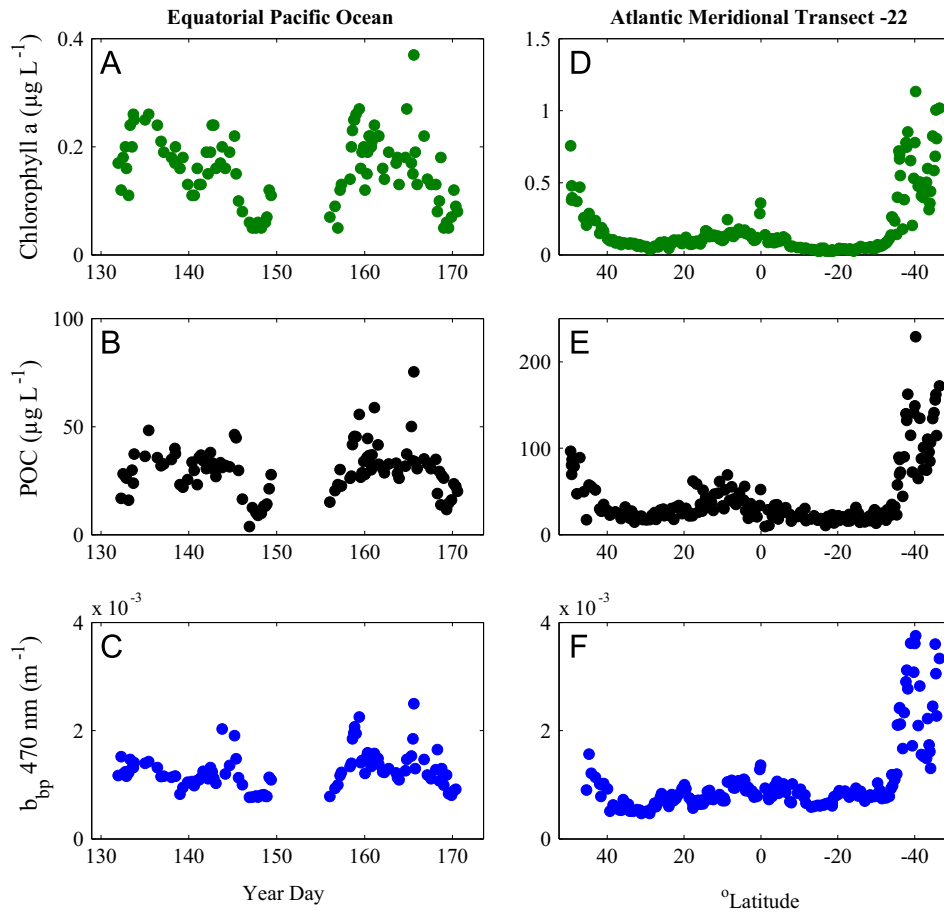 Equatorial Pacific Ocean
Atlantic Meridional Transect -22
A
Chlorophyll a (µg L⁻¹)
0.4
0.2
0
130 140 150 160 170
D
1.5
1
0.5
0
40 20 0 -20 -40
B
POC (µg L⁻¹)
100
50
0
130 140 150 160 170
E
200
100
0
40 20 0 -20 -40
x 10⁻³
C
b_bp 470 nm (m⁻¹)
4
2
0
130 140 150 160 170
Year Day
x 10⁻³
F
4
2
0
40 20 0 -20 -40
°Latitude